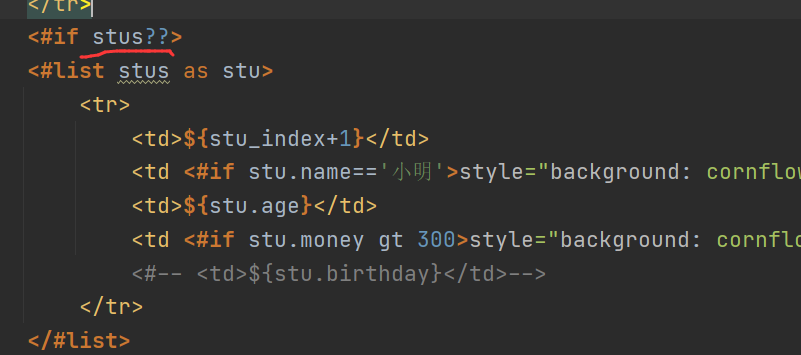 </tr>
<#if stus??>
<#list stus as stu>
<tr>
<td>${stu_index+1}</td>
<td <#if stu.name=='小明'>style="background: cornflow
<td>${stu.age}</td>
<td <#if stu.money gt 300>style="background: cornflow
<#-- <td>${stu.birthday}</td>-->
</tr>
</#list>